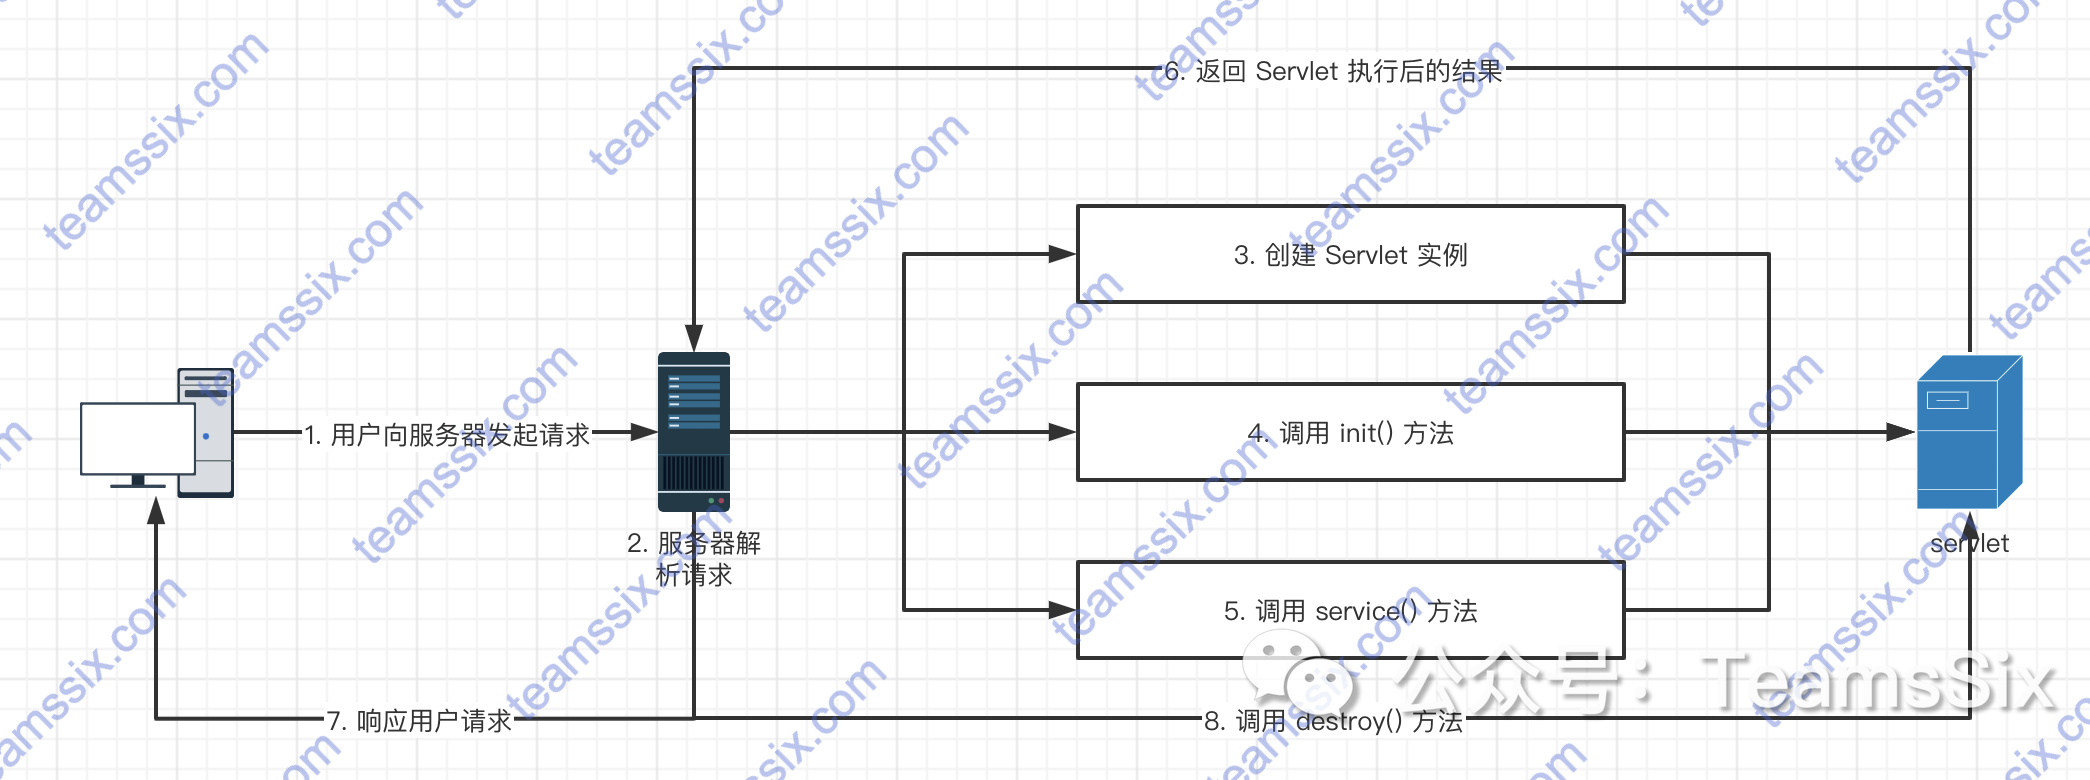 6. 返回 Servlet 执行后的结果
3. 创建 Servlet 实例
1. 用户向服务器发起请求
4. 调用 init() 方法
2. 服务器解
析请求
servlet
5. 调用 service() 方法
公众号：TeamsSix
7. 响应用户请求
8. 调用 destroy() 方法
teamssix.com